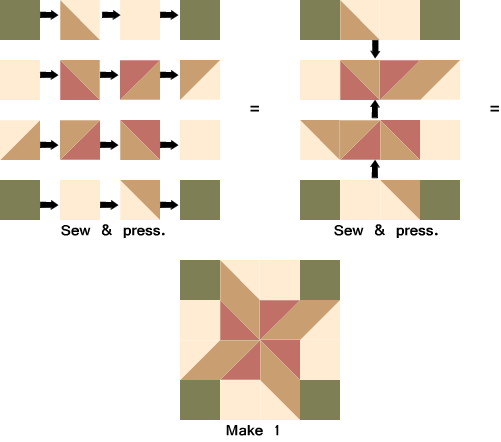 =
=
Sew & press.
Sew & press.
Make 1